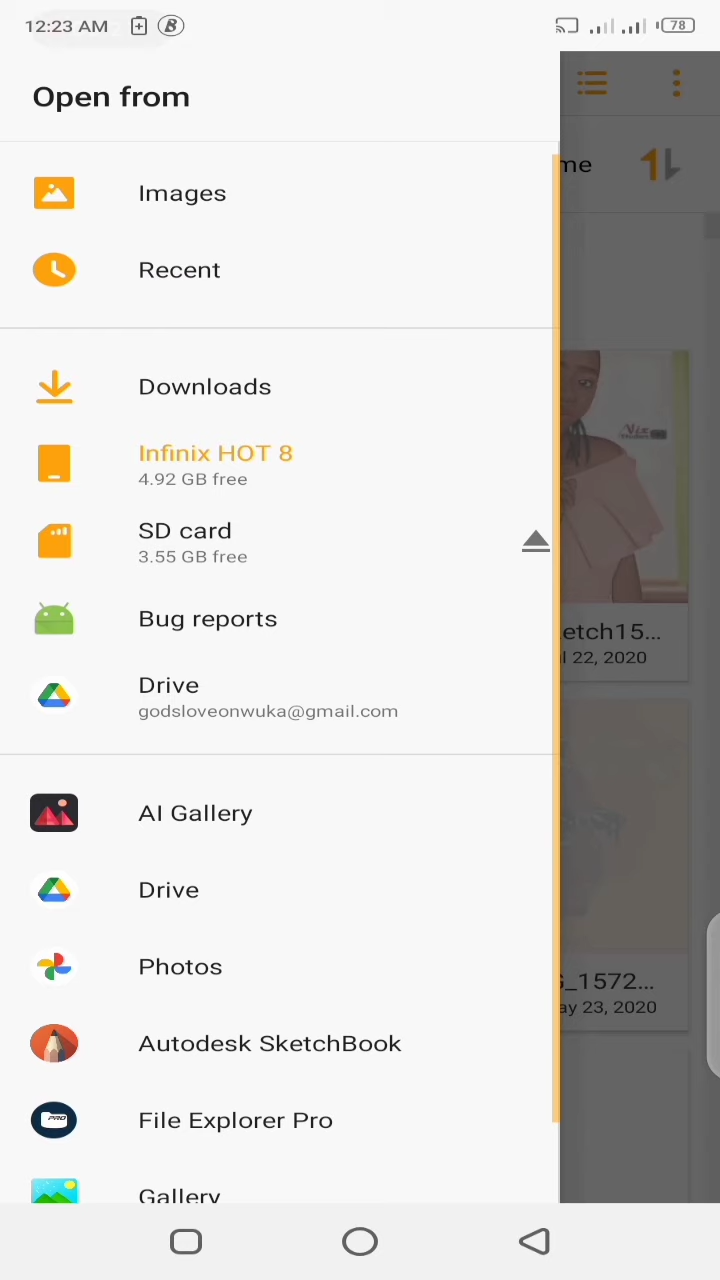 12:23 AM
78
Open from
me
Images
Recent
Downloads
Infinix HOT 8
4.92 GB free
SD card
3.55 GB free
Bug reports
etch15...
22, 2020
Drive
godsloveonwuka@gmail.com
AI Gallery
Drive
Photos
_1572...
ay 23, 2020
Autodesk SketchBook
File Explorer Pro
PRO
Gallery